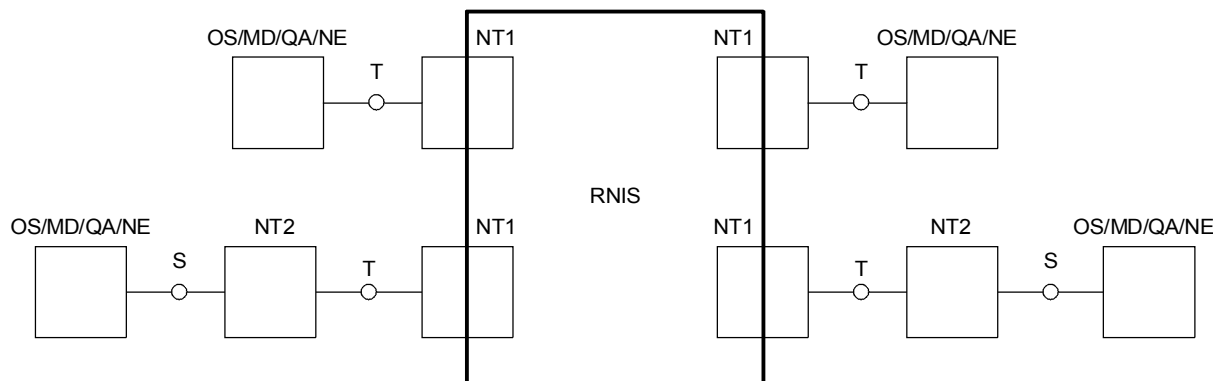 OS/MD/QA/NE NT1 NT1 OS/MD/QA/NE
T T
RNIS
OS/MD/QA/NE NT2 NT1 NT1 NT2 OS/MD/QA/NE
S T T S